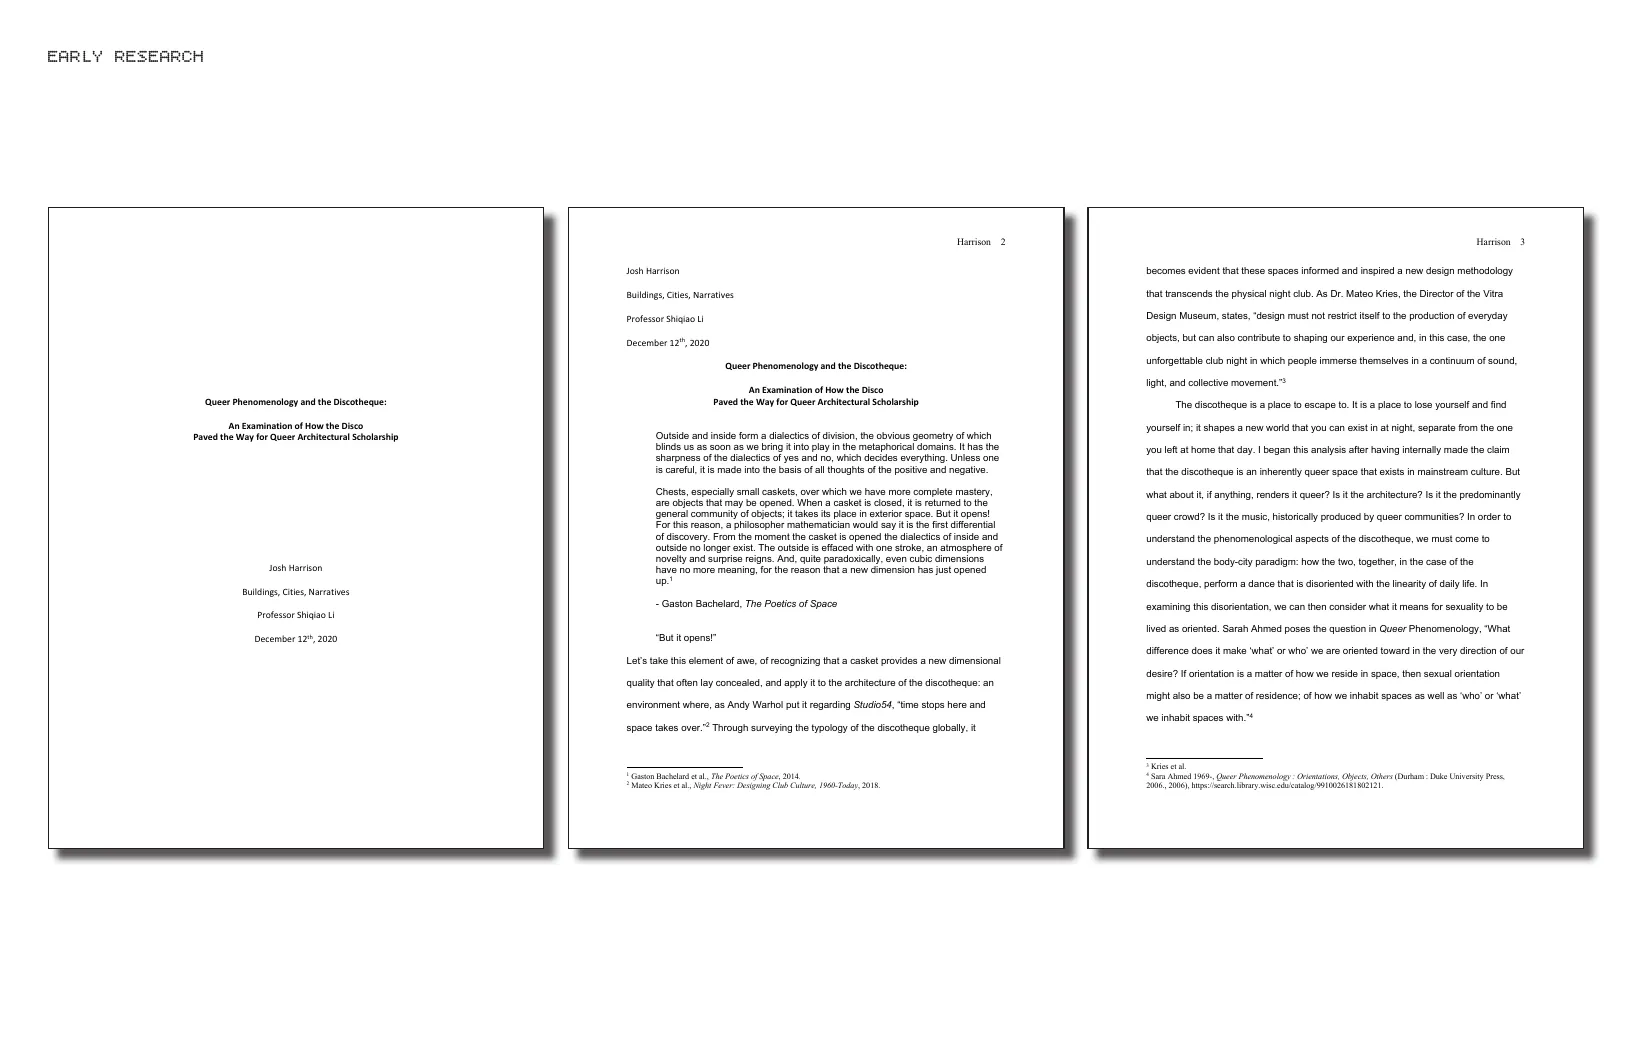 EARLY RESEARCH
Queer Phenomenology and the Discotheque:
An Examination of How the Disco
Paved the Way for Queer Architectural Scholarship
Josh Harrison
Buildings, Cities, Narratives
Professor Shiqiao Li
December 12th, 2020
Harrison 2
Josh Harrison
Buildings, Cities, Narratives
Professor Shiqiao Li
December 12th, 2020
Queer Phenomenology and the Discotheque:
An Examination of How the Disco
Paved the Way for Queer Architectural Scholarship
Outside and inside form a dialectics of division, the obvious geometry of which
blinds us as soon as we bring it into play in the metaphorical domains. It has the
sharpness of the dialectics of yes and no, which decides everything. Unless one
is careful, it is made into the basis of all thoughts of the positive and negative.
Chests, especially small caskets, over which we have more complete mastery,
are objects that may be opened. When a casket is closed, it is returned to the
general community of objects; it takes its place in exterior space. But it opens!
For this reason, a philosopher mathematician would say it is the first differential
of discovery. From the moment the casket is opened the dialectics of inside and
outside no longer exist. The outside is effaced with one stroke, an atmosphere of
novelty and surprise reigns. And, quite paradoxically, even cubic dimensions
have no more meaning, for the reason that a new dimension has just opened
up.1
- Gaston Bachelard, The Poetics of Space
“But it opens!”
Let’s take this element of awe, of recognizing that a casket provides a new dimensional
quality that often lay concealed, and apply it to the architecture of the discotheque: an
environment where, as Andy Warhol put it regarding Studio54, “time stops here and
space takes over.”2 Through surveying the typology of the discotheque globally, it
1 Gaston Bachelard et al., The Poetics of Space, 2014.
2 Mateo Kries et al., Night Fever: Designing Club Culture, 1960-Today, 2018.
Harrison 3
becomes evident that these spaces informed and inspired a new design methodology
that transcends the physical night club. As Dr. Mateo Kries, the Director of the Vitra
Design Museum, states, “design must not restrict itself to the production of everyday
objects, but can also contribute to shaping our experience and, in this case, the one
unforgettable club night in which people immerse themselves in a continuum of sound,
light, and collective movement.”3
The discotheque is a place to escape to. It is a place to lose yourself and find
yourself in; it shapes a new world that you can exist in at night, separate from the one
you left at home that day. I began this analysis after having internally made the claim
that the discotheque is an inherently queer space that exists in mainstream culture. But
what about it, if anything, renders it queer? Is it the architecture? Is it the predominantly
queer crowd? Is it the music, historically produced by queer communities? In order to
understand the phenomenological aspects of the discotheque, we must come to
understand the body-city paradigm: how the two, together, in the case of the
discotheque, perform a dance that is disoriented with the linearity of daily life. In
examining this disorientation, we can then consider what it means for sexuality to be
lived as oriented. Sarah Ahmed poses the question in Queer Phenomenology, “What
difference does it make ‘what’ or who’ we are oriented toward in the very direction of our
desire? If orientation is a matter of how we reside in space, then sexual orientation
might also be a matter of residence; of how we inhabit spaces as well as ‘who’ or ‘what’
we inhabit spaces with.”4
3 Kries et al.
4 Sara Ahmed 1969-, Queer Phenomenology : Orientations, Objects, Others (Durham : Duke University Press,
2006., 2006), https://search.library.wisc.edu/catalog/9910026181802121.